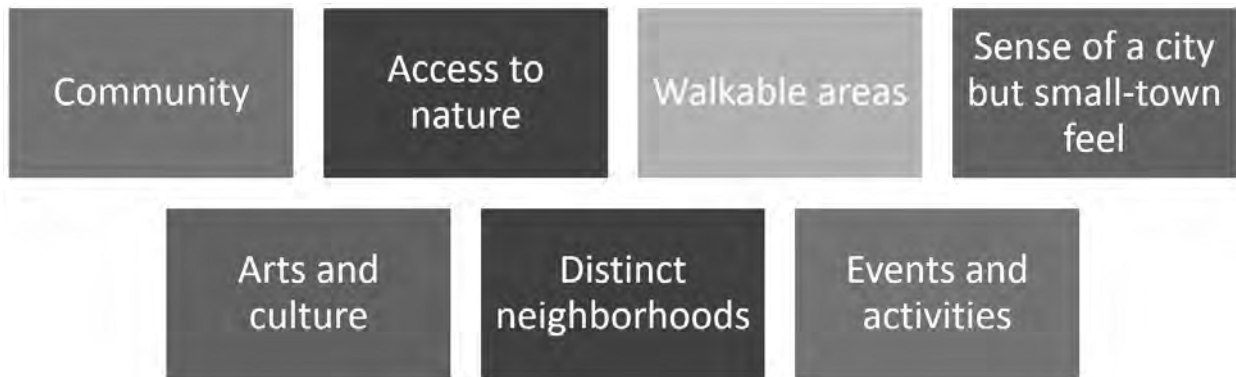 Community
Access to
nature
Walkable areas
Sense of a city
but small-town
feel
Arts and
culture
Distinct
neighborhoods
Events and
activities